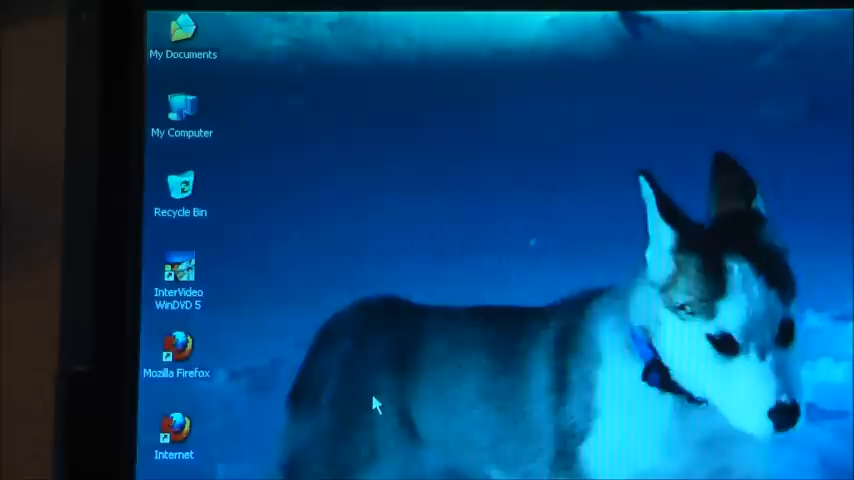 My Documents
My Computer
Recycle Bin
InterVideo
WinDVD 5
Mozilla Firefox
Internet